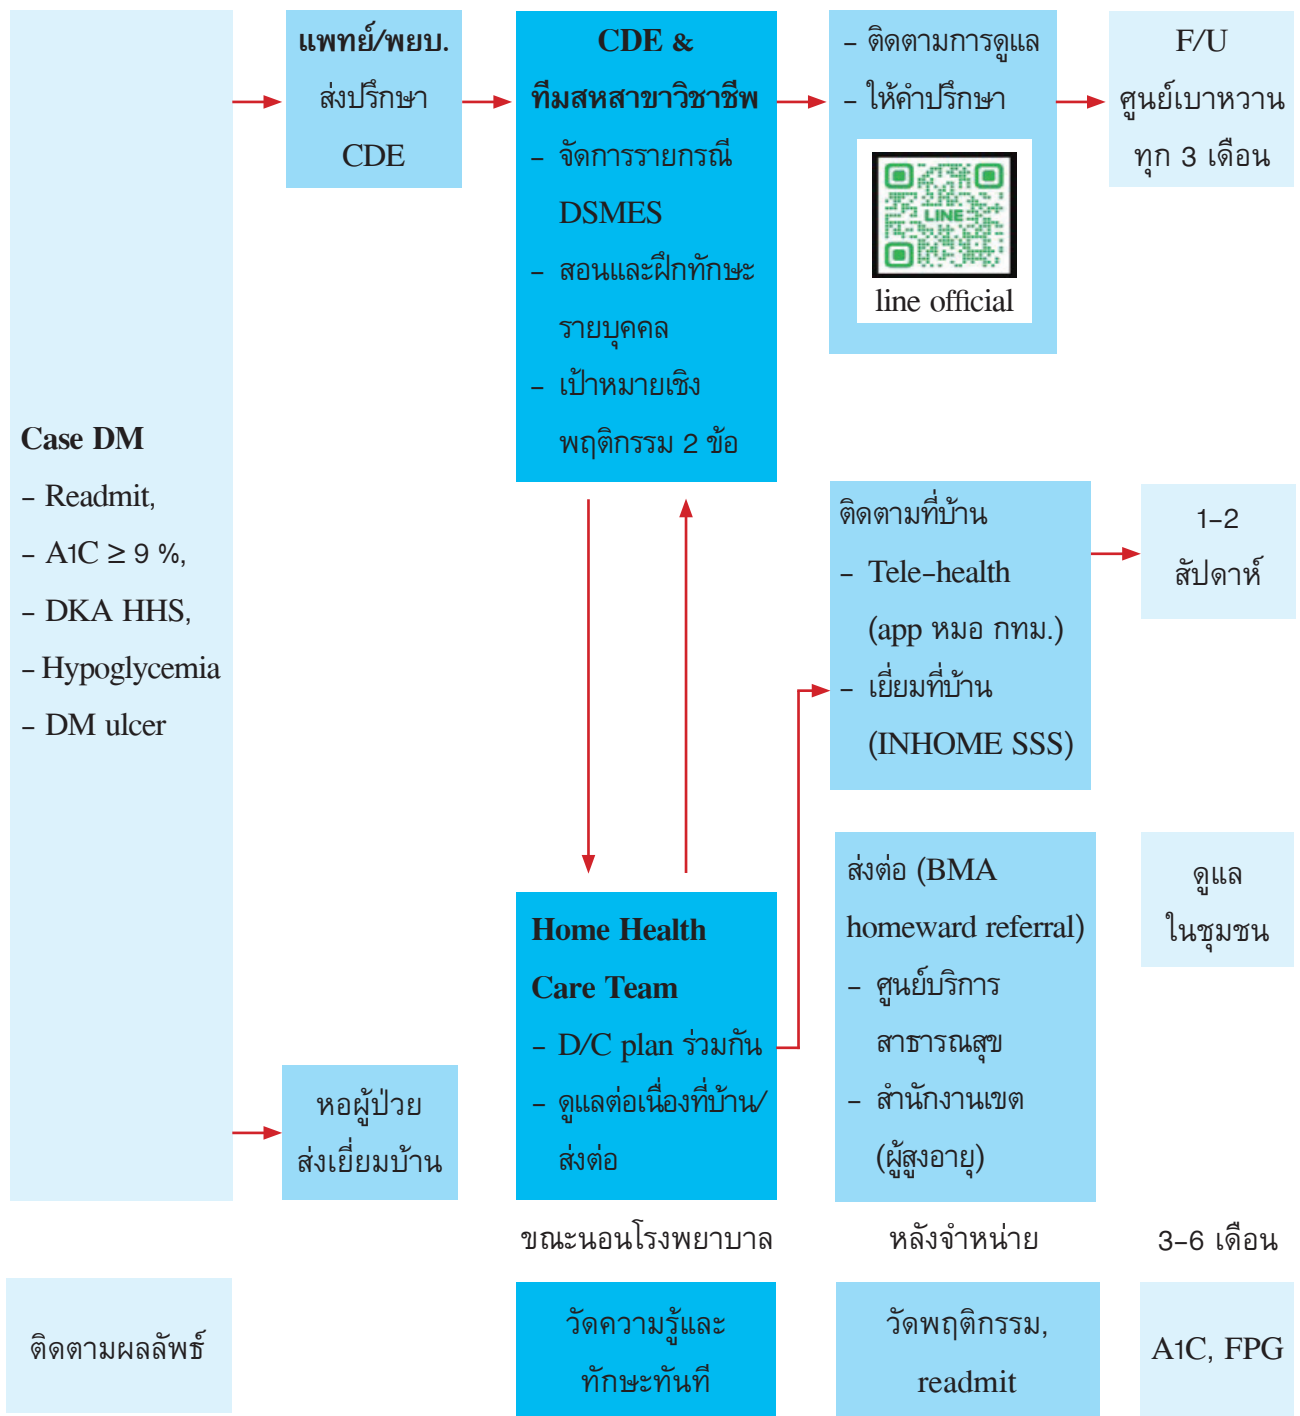 Case DM
– Readmit,
– A1C ≥ 9 %,
– DKA HHS,
– Hypoglycemia
– DM ulcer
แพทย์/พยบ.
ส่งปรึกษา
CDE
CDE &
ทีมสหสาขาวิชาชีพ
– จัดการรายกรณี
DSMES
– สอนและฝึกทักษะ
รายบุคคล
– เป้าหมายเชิง
พฤติกรรม 2 ข้อ
– ติดตามการดูแล
– ให้คำปรึกษา
LINE
line official
F/U
ศูนย์เบาหวาน
ทุก 3 เดือน
ติดตามที่บ้าน
– Tele-health
(app หมอ กทม.)
– เยี่ยมที่บ้าน
(INHOME SSS)
1-2
สัปดาห์
หอผู้ป่วย
ส่งเยี่ยมบ้าน
Home Health
Care Team
– D/C plan ร่วมกัน
– ดูแลต่อเนื่องที่บ้าน/
ส่งต่อ
ส่งต่อ (BMA
homeward referral)
– ศูนย์บริการ
สาธารณสุข
– สำนักงานเขต
(ผู้สูงอายุ)
ดูแล
ในชุมชน
ขณะนอนโรงพยาบาล
หลังจำหน่าย
3-6 เดือน
ติดตามผลลัพธ์
วัดความรู้และ
ทักษะทันที
วัดพฤติกรรม,
readmit
A1C, FPG